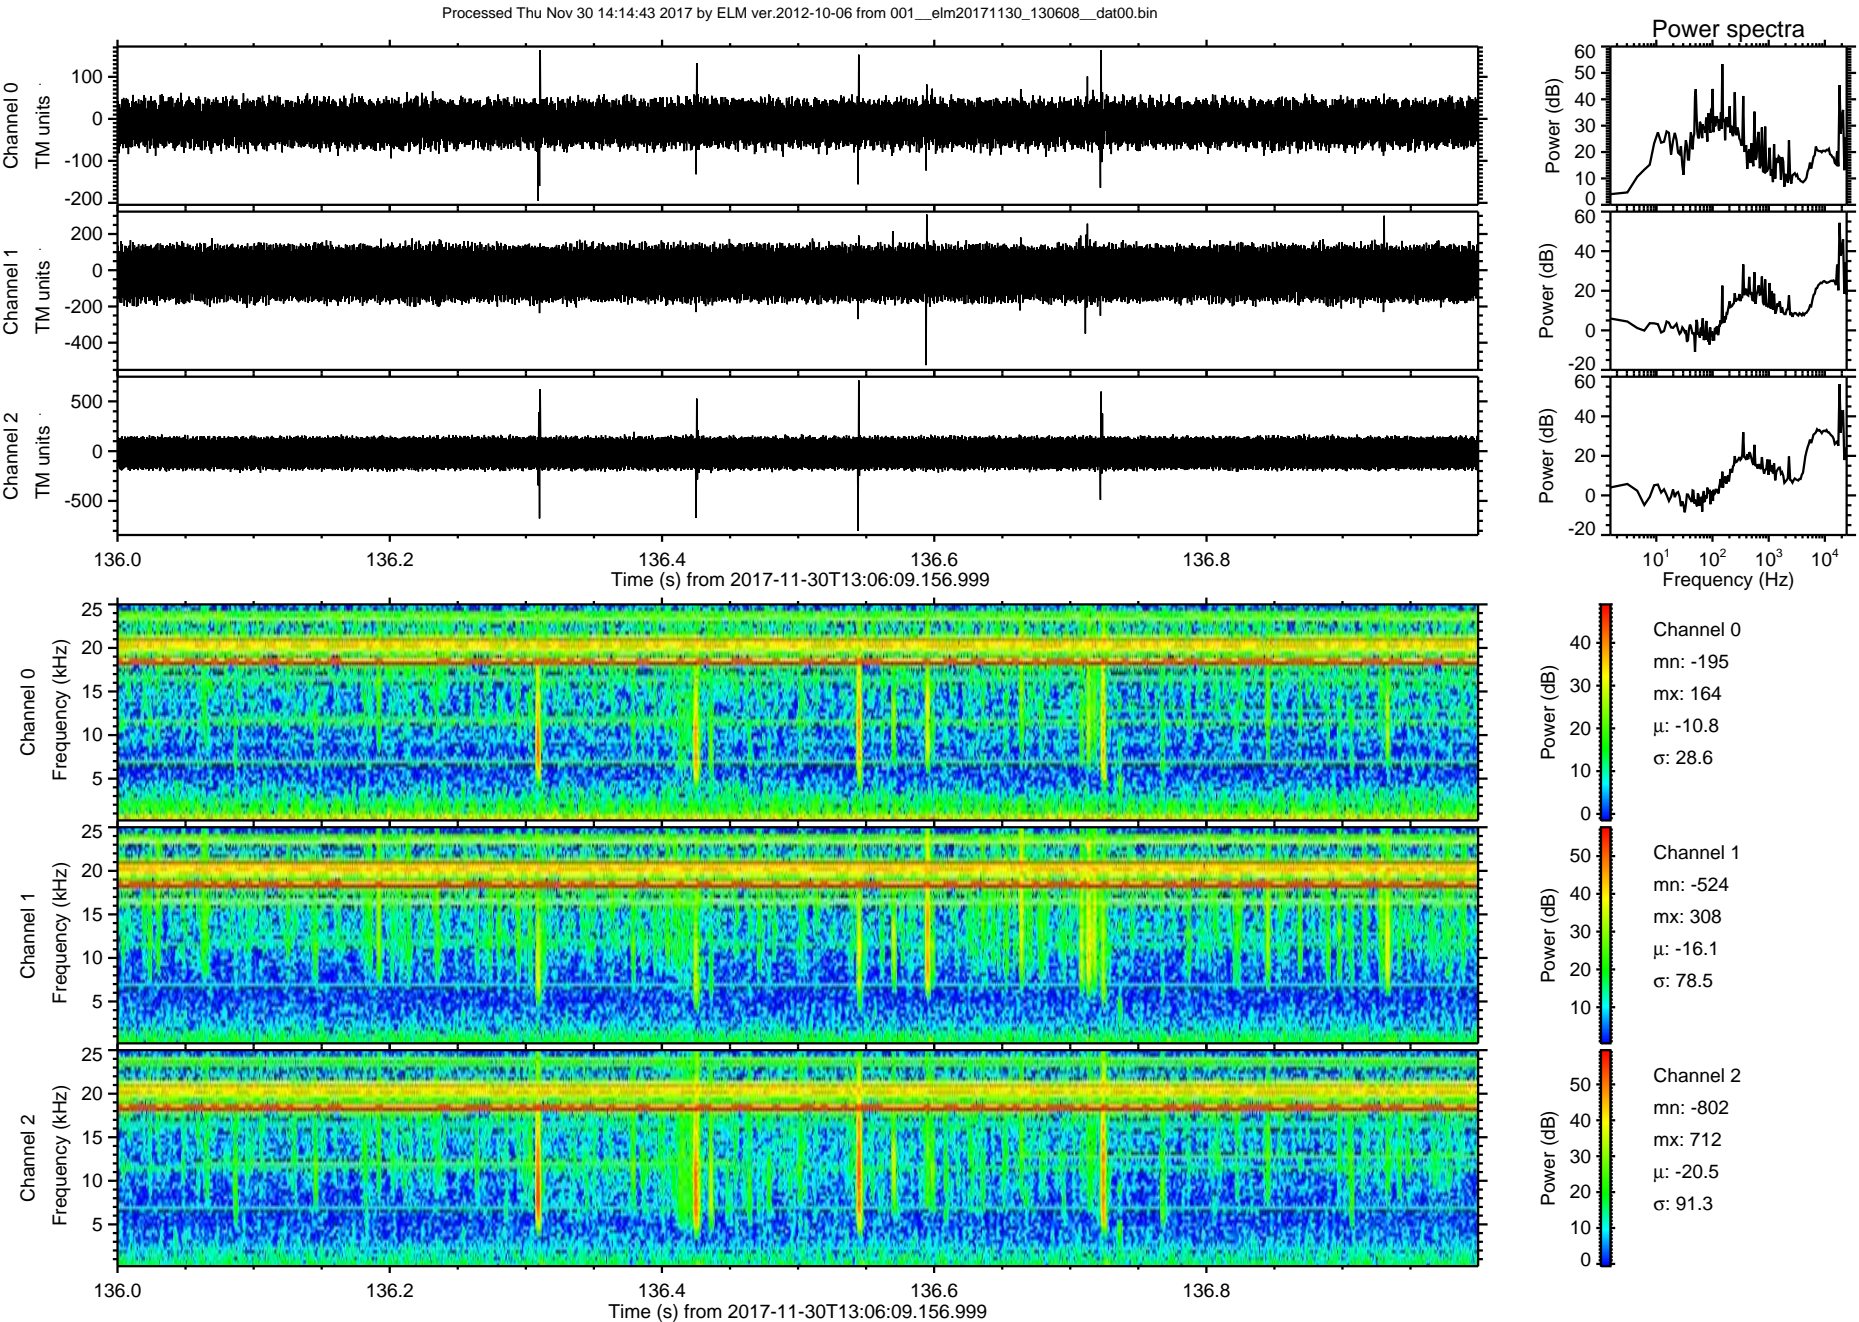 Processed Thu Nov 30 14:14:43 2017 by ELM ver.2012-10-06 from 001__elm20171130_130608__dat00.bin
Power spectra
Channel 0
TM units
100
0
-100
-200
Power (dB)
60
50
40
30
20
10
0
Channel 1
TM units
200
0
-200
-400
Power (dB)
60
40
20
0
-20
Channel 2
TM units
500
0
-500
Power (dB)
60
40
20
0
-20
136.0
136.2
136.4
136.6
136.8
Time (s) from 2017-11-30T13:06:09.156.999
10^1
10^2
10^3
10^4
Frequency (Hz)
Channel 0
Frequency (kHz)
25
20
15
10
5
Power (dB)
40
30
20
10
0
Channel 0
mn: -195
mx: 164
μ: -10.8
σ: 28.6
Channel 1
Frequency (kHz)
25
20
15
10
5
Power (dB)
50
40
30
20
10
Channel 1
mn: -524
mx: 308
μ: -16.1
σ: 78.5
Channel 2
Frequency (kHz)
25
20
15
10
5
Power (dB)
50
40
30
20
10
0
Channel 2
mn: -802
mx: 712
μ: -20.5
σ: 91.3
136.0
136.2
136.4
136.6
136.8
Time (s) from 2017-11-30T13:06:09.156.999